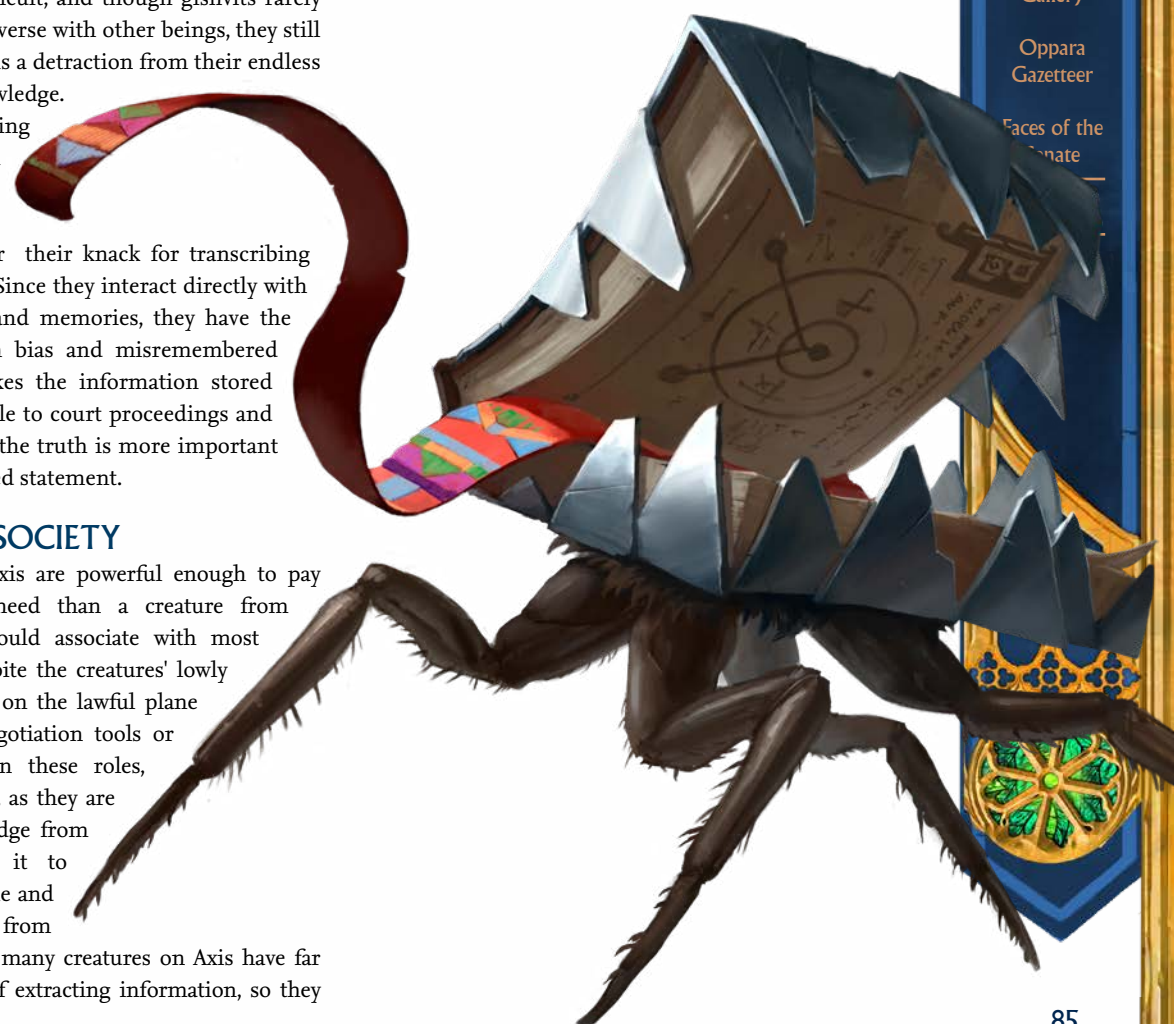 and though gishvits rarely
verse with other beings, they still
s a detraction from their endless
wledge.
ing
r their knack for transcribing
Since they interact directly with
and memories, they have the
n bias and misremembered
kes the information stored
le to court proceedings and
the truth is more important
ed statement.
SOCIETY
xis are powerful enough to pay
need than a creature from
ould associate with most
pite the creatures' lowly
on the lawful plane
gotiation tools or
n these roles,
as they are
dge from
it to
e and
from
many creatures on Axis have far
f extracting information, so they
Gallery
Oppara
Gazetteer
Faces of the
enate
85